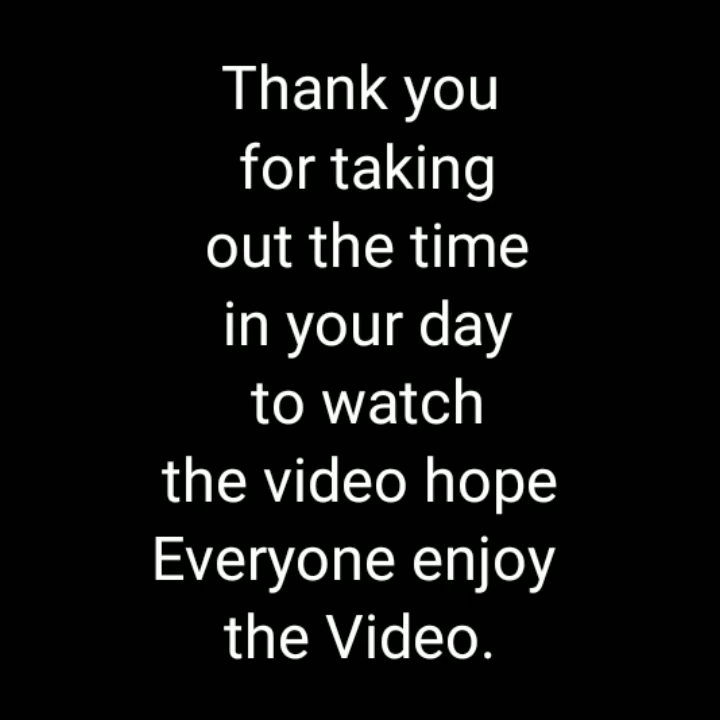 Thank you
for taking
out the time
in your day
to watch
the video hope
Everyone enjoy
the Video.